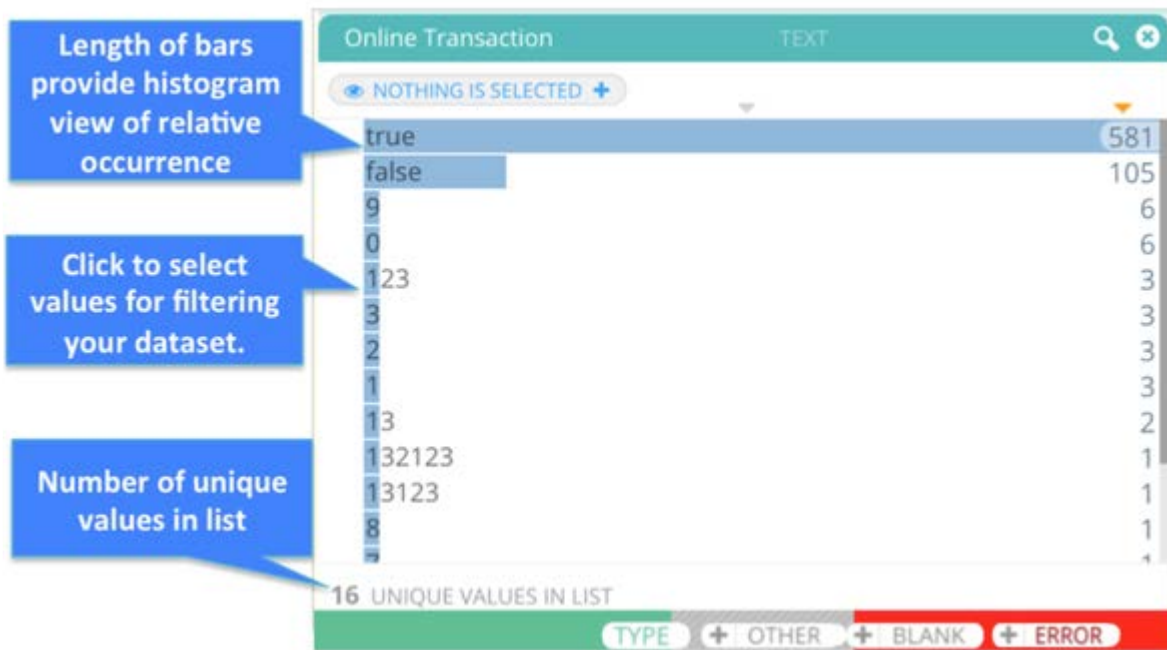 Length of bars
provide histogram
view of relative
occurrence
Click to select
values for filtering
your dataset.
Number of unique
values in list
Online Transaction TEXT
NOTHING IS SELECTED +
true 581
false 105
9 6
0 6
123 3
3 3
2 3
1 3
13 2
132123 1
13123 1
8 1
16 UNIQUE VALUES IN LIST
TYPE + OTHER + BLANK + ERROR